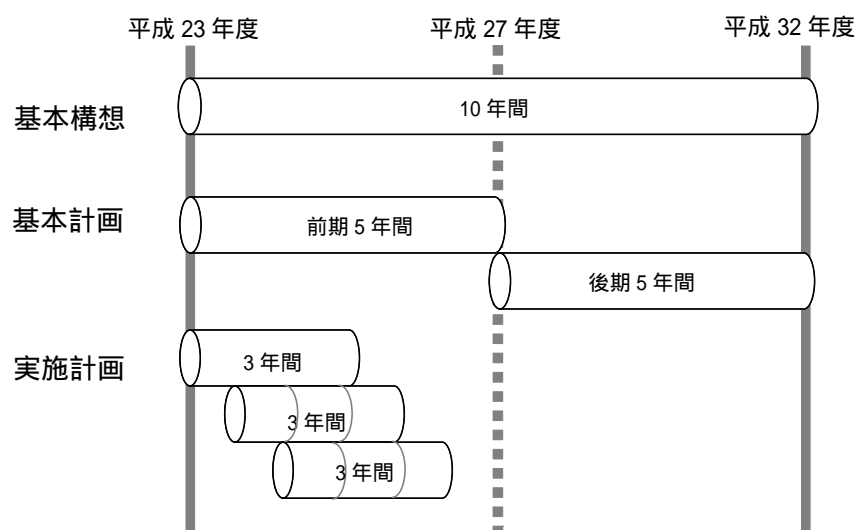 平成 23 年度
平成 27 年度
平成 32 年度
基本構想
10 年間
基本計画
前期 5 年間
後期 5 年間
実施計画
3 年間
3 年間
3 年間